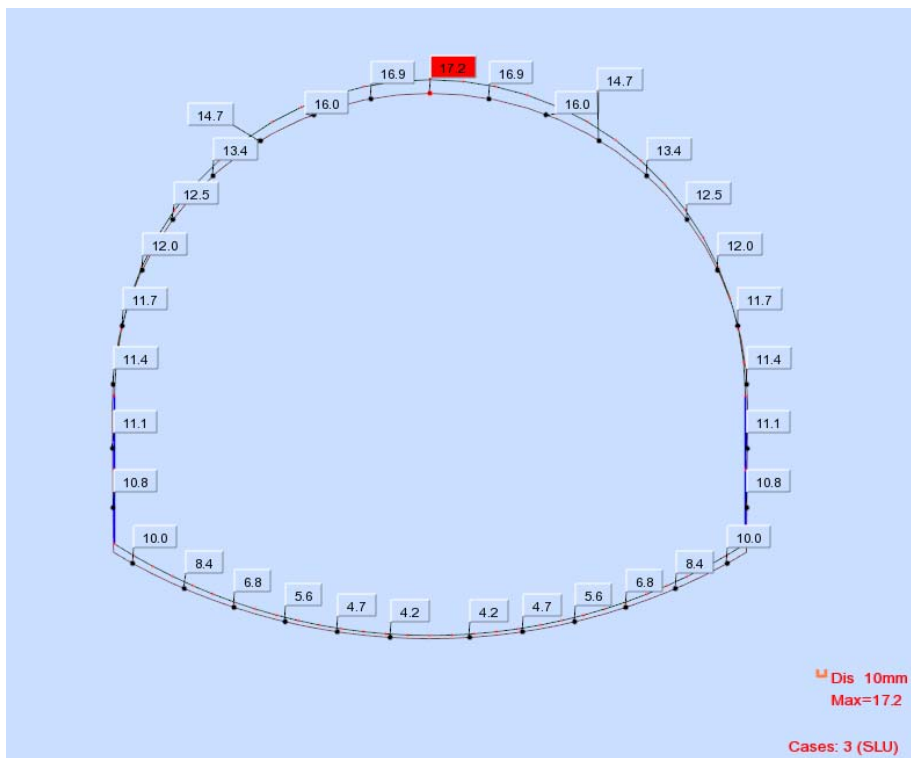 17.2
16.9 16.9
14.7 16.0 16.0 14.7
13.4 13.4
12.5 12.5
12.0 12.0
11.7 11.7
11.4 11.4
11.1 11.1
10.8 10.8
10.0 10.0
8.4 8.4
6.8 6.8
5.6 5.6
4.7 4.2 4.2 4.7
Dis 10mm
Max=17.2
Cases: 3 (SLU)